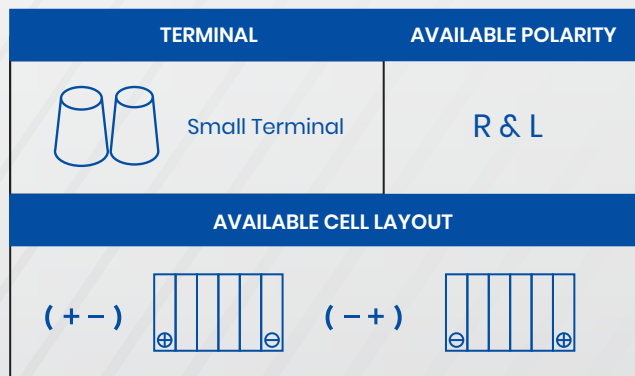 TERMINAL
AVAILABLE POLARITY
Small Terminal
R & L
AVAILABLE CELL LAYOUT
( + − )
⊕ ⊖
( − + )
⊖ ⊕